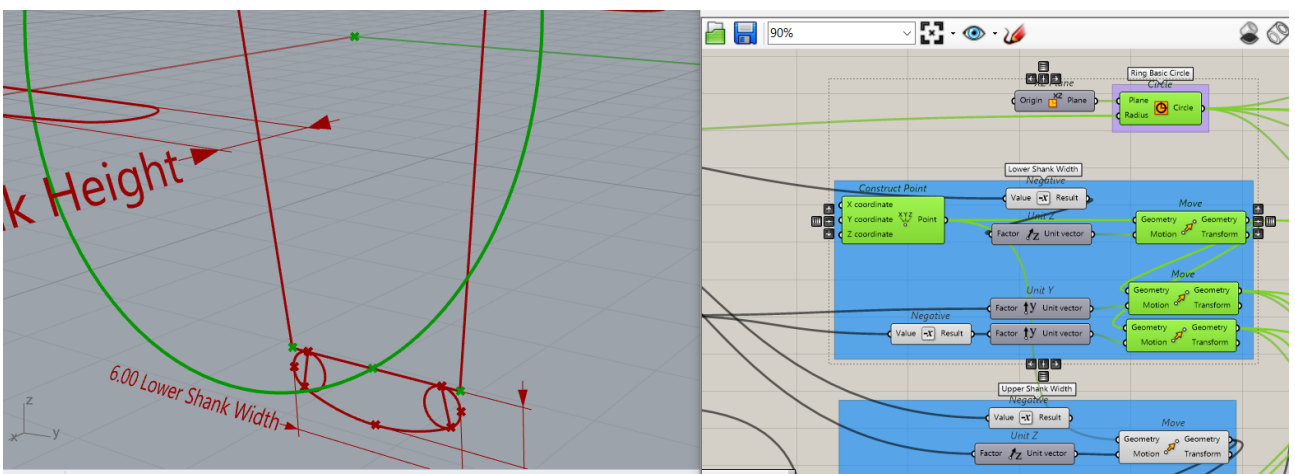 k Height
6.00 Lower Shank Width
z
x
y
90%
XZ Plane
Origin XZ Plane
Ring Basic Circle
Circle
Plane
Radius
Circle
Lower Shank Width
Negative
Value -x Result
Construct Point
X coordinate
Y coordinate
Z coordinate
XYZ
Point
Unit Z
Factor Z Unit vector
Move
Geometry Geometry
Motion Transform
Move
Geometry Geometry
Motion Transform
Unit Y
Factor y Unit vector
Negative
Value -x Result
Factor y Unit vector
Geometry Geometry
Motion Transform
Upper Shank Width
Negative
Value -x Result
Unit Z
Factor Z Unit vector
Move
Geometry Geometry
Motion Transform